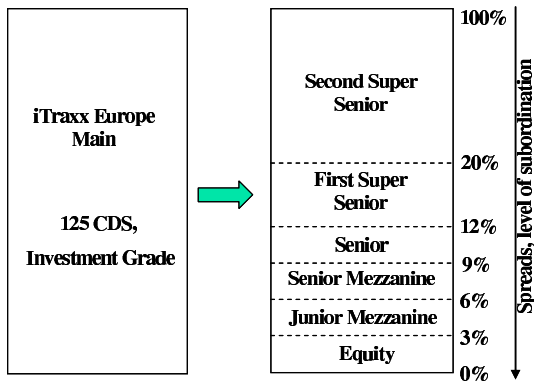 iTraxx Europe
Main
125 CDS,
Investment Grade
100%
Second Super
Senior
20%
First Super
Senior
12%
Senior
9%
Senior Mezzanine
6%
Junior Mezzanine
3%
Equity
0%
Spreads, level of subordination